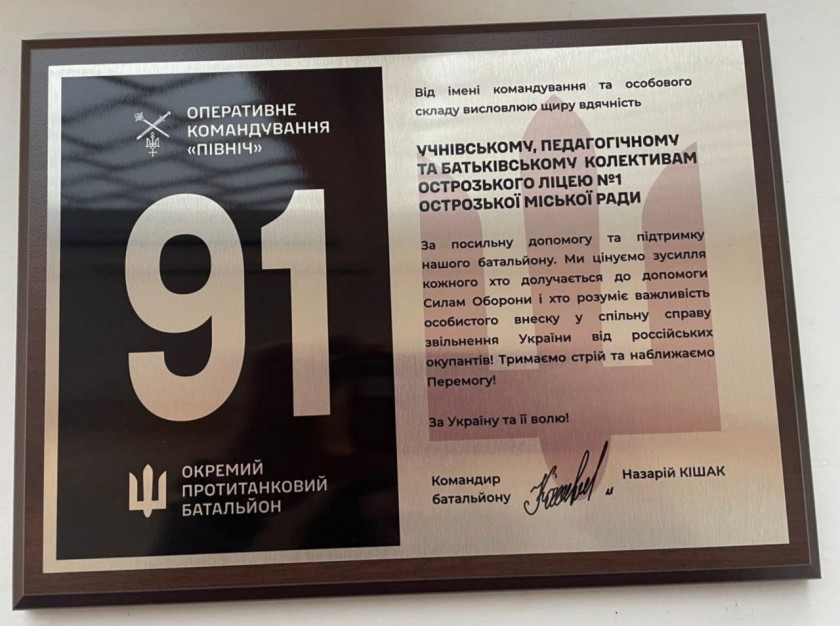 ОПЕРАТИВНЕ
КОМАНДУВАННЯ
«ПІВНІЧ»
91
ОКРЕМИЙ
ПРОТИТАНКОВИЙ
БАТАЛЬЙОН
Від імені командування та особового
складу висловлюю щиру вдячність
УЧНІВСЬКОМУ, ПЕДАГОГІЧНОМУ
ТА БАТЬКІВСЬКОМУ КОЛЕКТИВАМ
ОСТРОЗЬКОГО ЛІЦЕЮ №1
ОСТРОЗЬКОЇ МІСЬКОЇ РАДИ
За посильну допомогу та підтримку
нашого батальйону. Ми цінуємо зусилля
кожного хто долучається до допомоги
Силам Оборони і хто розуміє важливість
особистого внеску у спільну справу
звільнення України від російських
окупантів! Тримаємо стрій та наближаємо
Перемогу!
За Україну та її волю!
Командир
батальйону
Назарій КІШАК